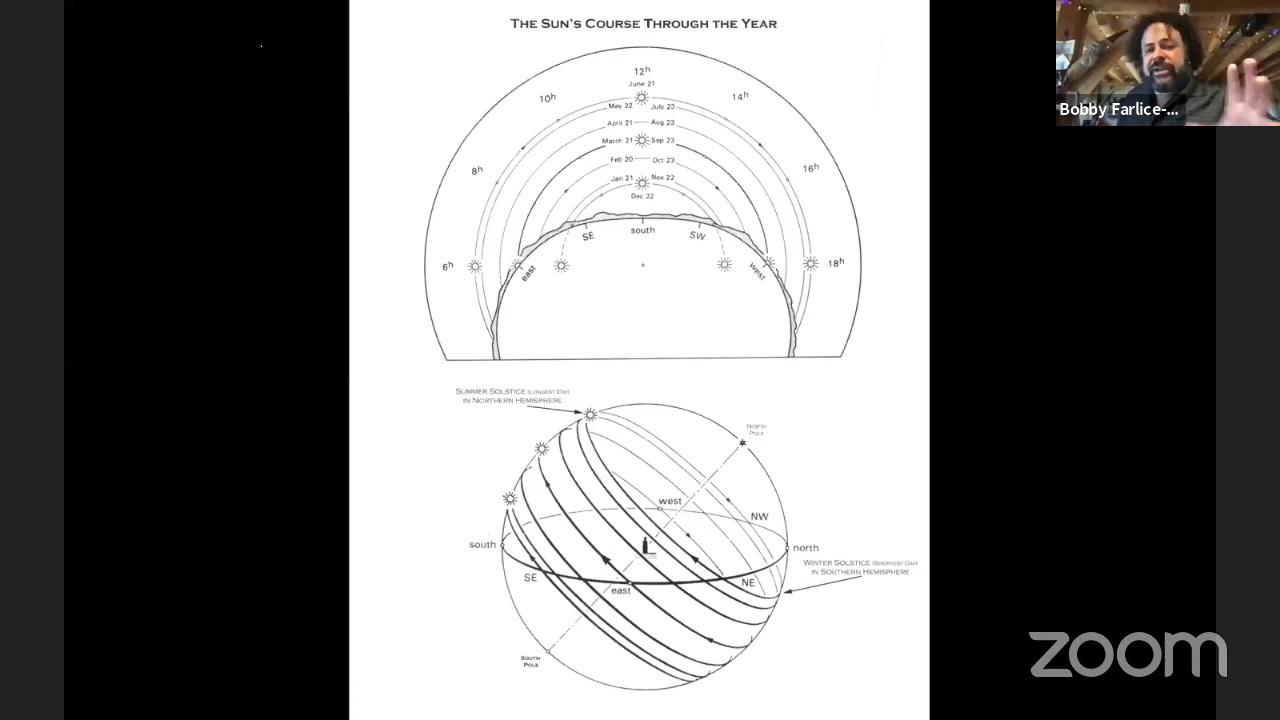 THE SUN'S COURSE THROUGH THE YEAR
12h
June 21
10h
14h
May 22
July 23
April 21
Aug 23
March 21
Sep 23
8h
16h
Feb 20
Oct 23
Jan 21
Nov 22
Dec 22
SE
south
SW
6h
east
west
18h
SUMMER SOLSTICE (LONGEST DAY)
IN NORTHERN HEMISPHERE
NORTH
POLE
west
NW
south
north
SE
east
NE
WINTER SOLSTICE (SHORTEST DAY)
IN SOUTHERN HEMISPHERE
SOUTH
POLE
Bobby Farlice-...
zoom